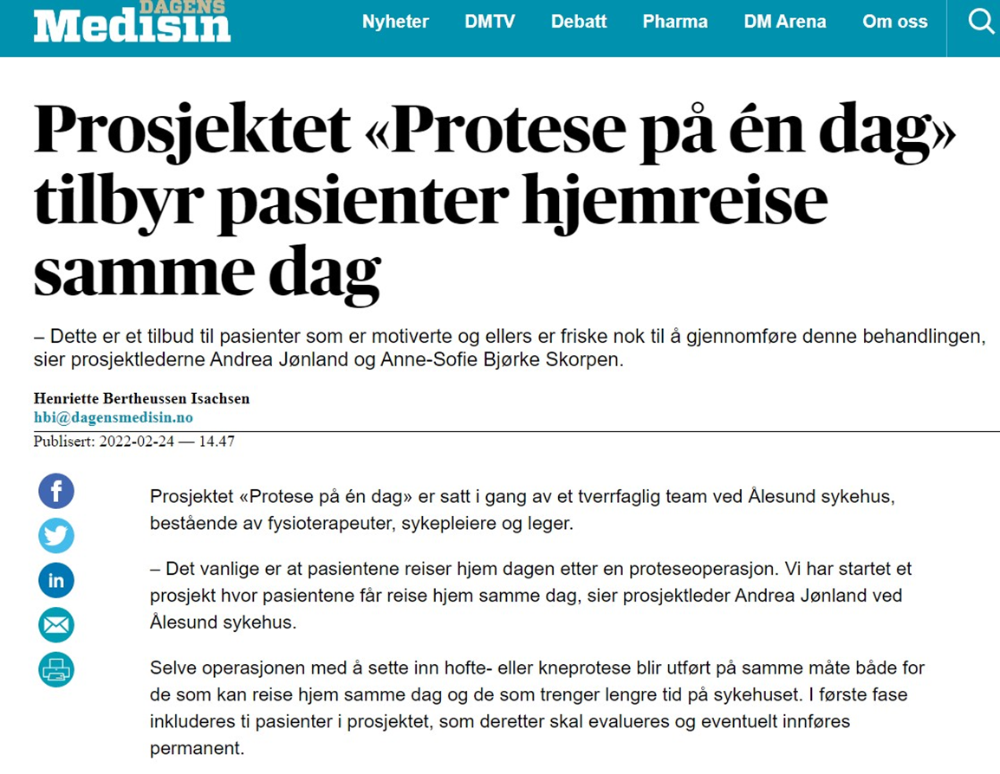 DAGENS
Medisin
Nyheter DMTV Debatt Pharma DM Arena Om oss
Prosjektet «Protese på én dag»
tilbyr pasienter hjemreise
samme dag
– Dette er et tilbud til pasienter som er motiverte og ellers er friske nok til å gjennomføre denne behandlingen,
sier prosjektlederne Andrea Jønland og Anne-Sofie Bjørke Skorpen.
Henriette Bertheussen Isachsen
hbi@dagensmedisin.no
Publisert: 2022-02-24 — 14.47
Prosjektet «Protese på én dag» er satt i gang av et tverrfaglig team ved Ålesund sykehus,
bestående av fysioterapeuter, sykepleiere og leger.
– Det vanlige er at pasientene reiser hjem dagen etter en proteseoperasjon. Vi har startet et
prosjekt hvor pasientene får reise hjem samme dag, sier prosjektleder Andrea Jønland ved
Ålesund sykehus.
Selve operasjonen med å sette inn hofte- eller kneprotese blir utført på samme måte både for
de som kan reise hjem samme dag og de som trenger lengre tid på sykehuset. I første fase
inkluderes ti pasienter i prosjektet, som deretter skal evalueres og eventuelt innføres
permanent.